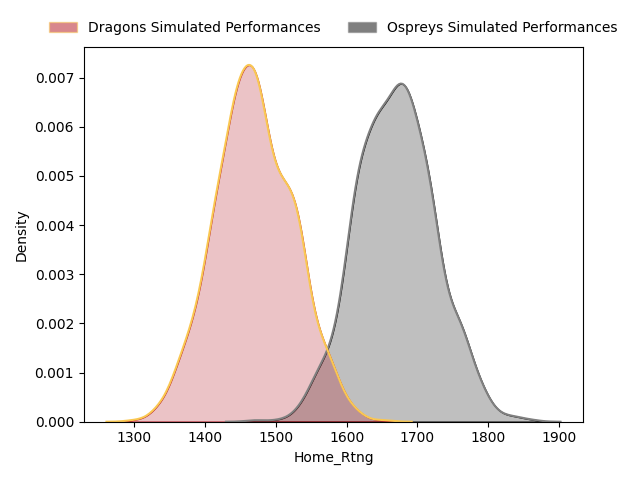 Dragons Simulated Performances Ospreys Simulated Performances
0.007
0.006
0.005
0.004
0.003
0.002
0.001
0.000
Density
1300 1400 1500 1600 1700 1800 1900
Home_Rtng